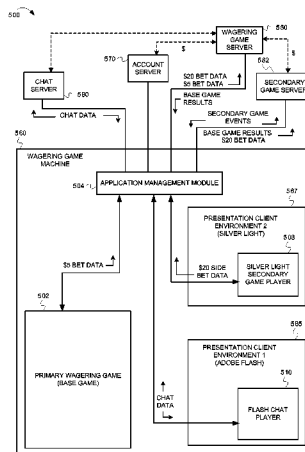 500
WAGERING
GAME
SERVER
580
ACCOUNT
SERVER
570
$
$
CHAT
SERVER
590
$20 BET DATA
$5 BET DATA
BASE GAME
RESULTS
582
SECONDARY
GAME SERVER
CHAT DATA
SECONDARY GAME
EVENTS
BASE GAME RESULTS
$20 BET DATA
560
WAGERING GAME
MACHINE
504
APPLICATION MANAGEMENT MODULE
567
PRESENTATION CLIENT
ENVIRONMENT 2
(SILVER LIGHT)
508
SILVER LIGHT
SECONDARY
GAME PLAYER
$5 BET DATA
$20 SIDE
BET DATA
502
PRIMARY WAGERING GAME
(BASE GAME)
565
PRESENTATION CLIENT
ENVIRONMENT 1
(ADOBE FLASH)
510
FLASH CHAT
PLAYER
CHAT
DATA